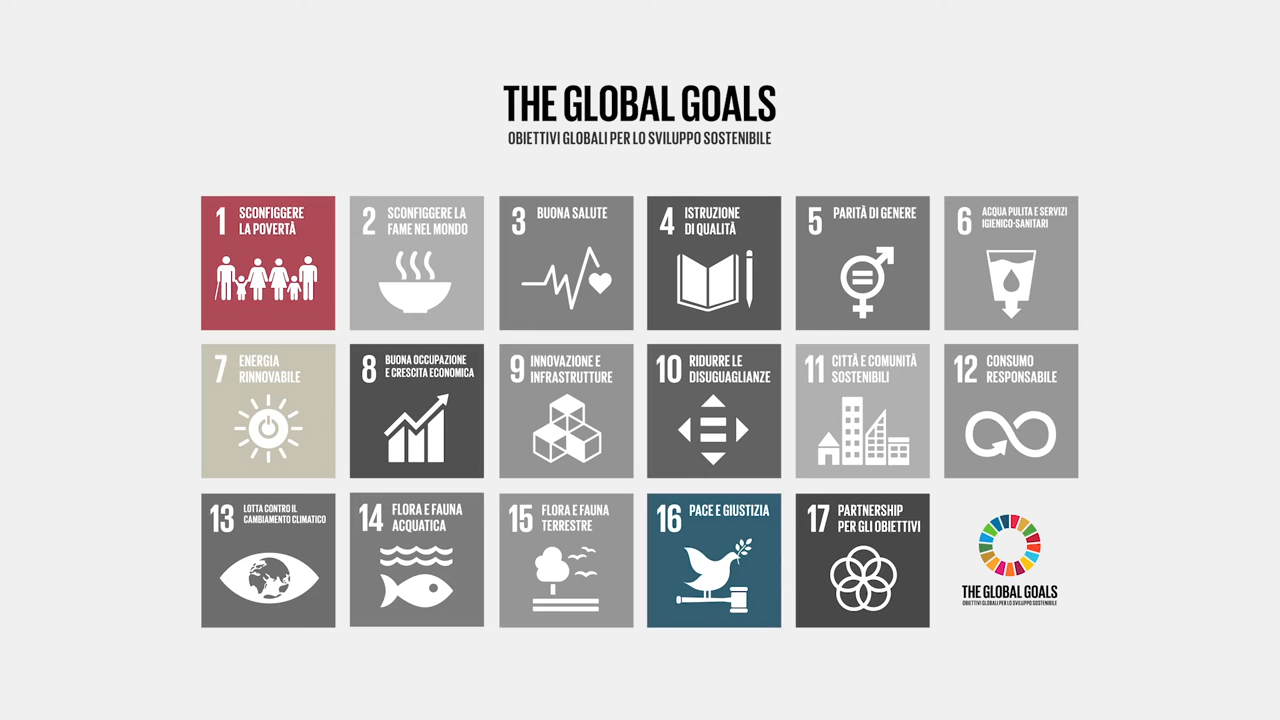 THE GLOBAL GOALS
OBIETTIVI GLOBALI PER LO SVILUPPO SOSTENIBILE
1 SCONFIGGERE
LA POVERTÀ
2 SCONFIGGERE LA
FAME NEL MONDO
3 BUONA SALUTE
4 ISTRUZIONE
DI QUALITÀ
5 PARITÀ DI GENERE
6 ACQUA PULITA E SERVIZI
IGIENICO-SANITARI
7 ENERGIA
RINNOVABILE
8 BUONA OCCUPAZIONE
E CRESCITA ECONOMICA
9 INNOVAZIONE E
INFRASTRUTTURE
10 RIDURRE LE
DISUGUAGLIANZE
11 CITTÀ E COMUNITÀ
SOSTENIBILI
12 CONSUMO
RESPONSABILE
13 LOTTA CONTRO IL
CAMBIAMENTO CLIMATICO
14 FLORA E FAUNA
ACQUATICA
15 FLORA E FAUNA
TERRESTRE
16 PACE E GIUSTIZIA
17 PARTNERSHIP
PER GLI OBIETTIVI
THE GLOBAL GOALS
OBIETTIVI GLOBALI PER LO SVILUPPO SOSTENIBILE